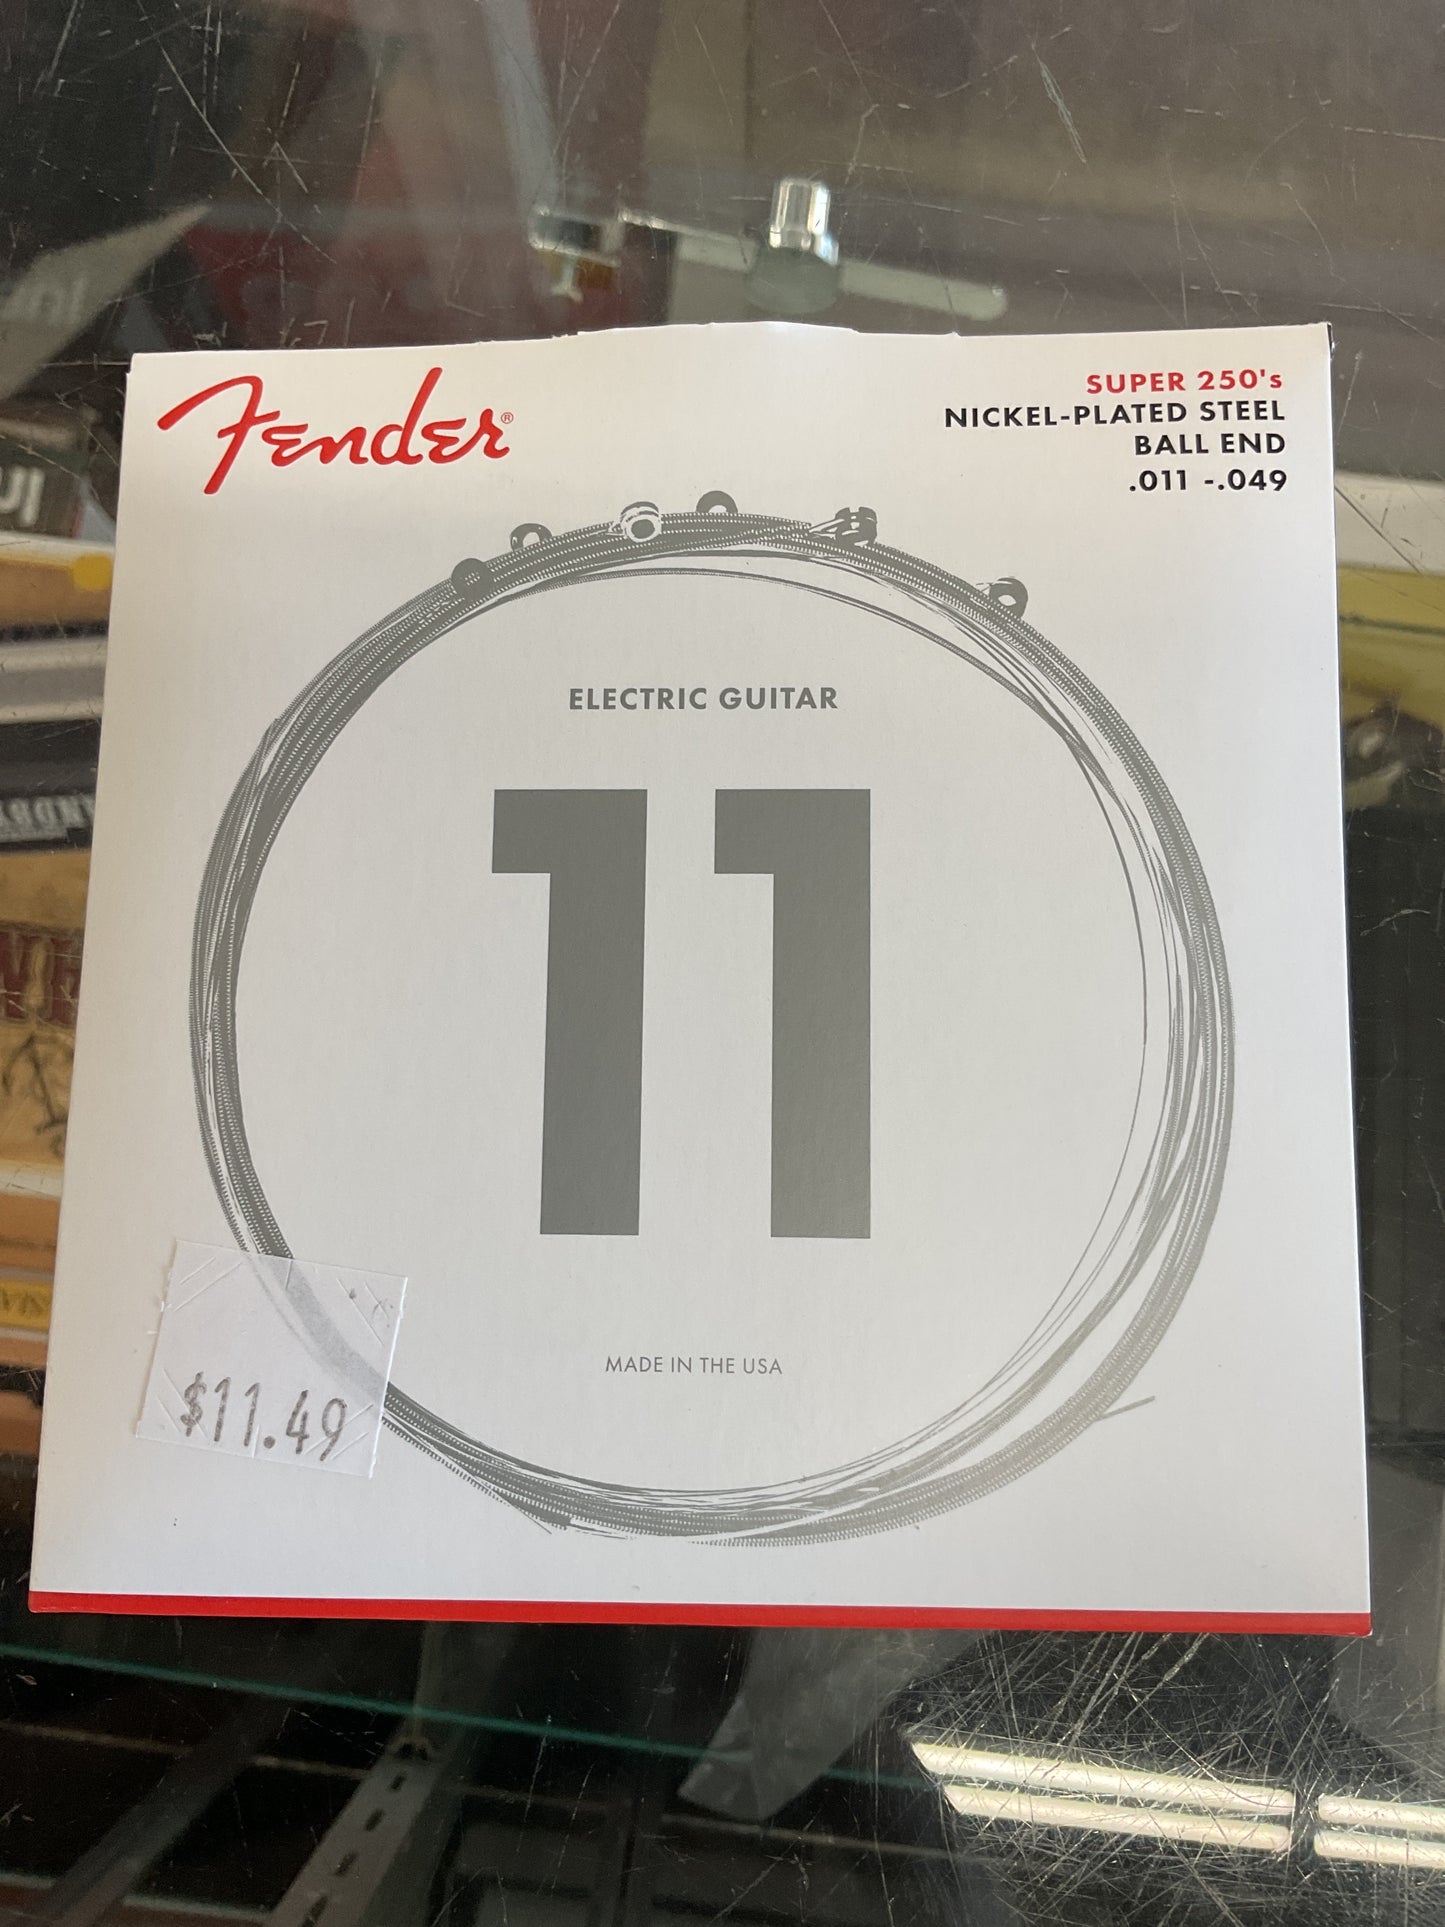 Fender®
SUPER 250's
NICKEL-PLATED STEEL
BALL END
.011 -.049
ELECTRIC GUITAR
11
MADE IN THE USA
$11.49